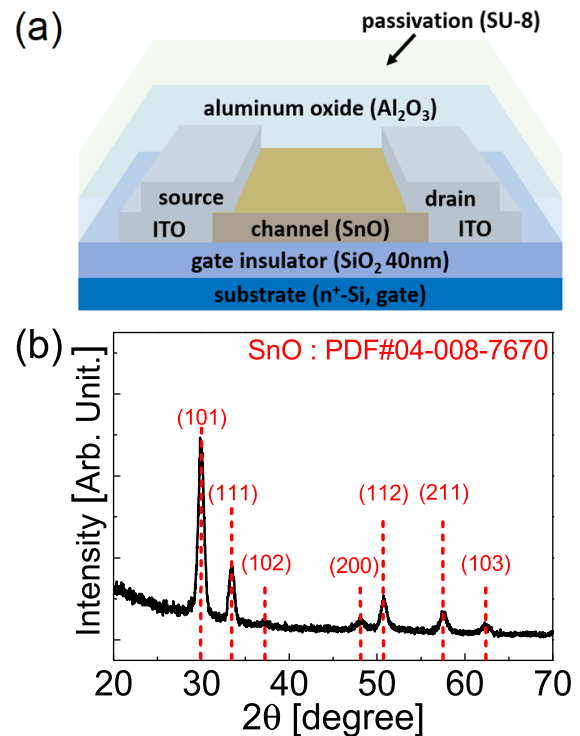 (a)
passivation (SU-8)
aluminum oxide (Al₂O₃)
source
drain
ITO
channel (SnO)
ITO
gate insulator (SiO₂ 40nm)
substrate (n⁺-Si, gate)
(b)
SnO : PDF#04-008-7670
(101)
(111)
(102)
(200)
(112)
(211)
(103)
Intensity [Arb. Unit.]
20
30
40
50
60
70
2θ [degree]